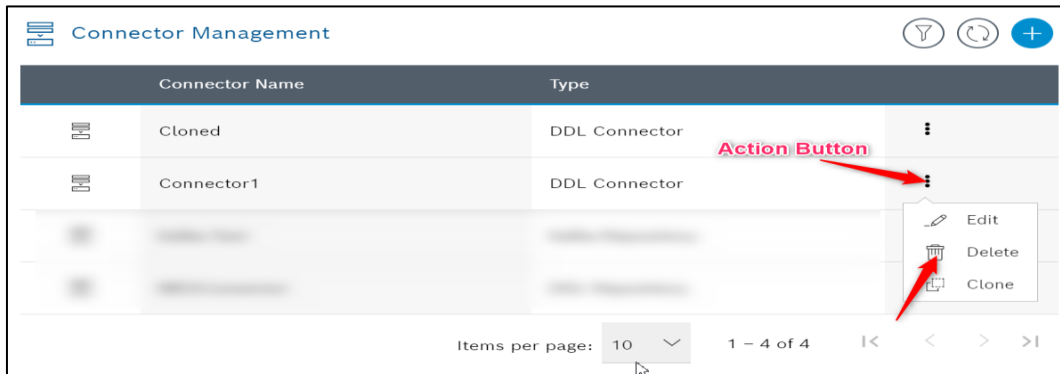 Connector Management
Connector Name Type
Cloned DDL Connector
Action Button
Connector1 DDL Connector
Edit
Delete
Clone
Items per page: 10 1 – 4 of 4